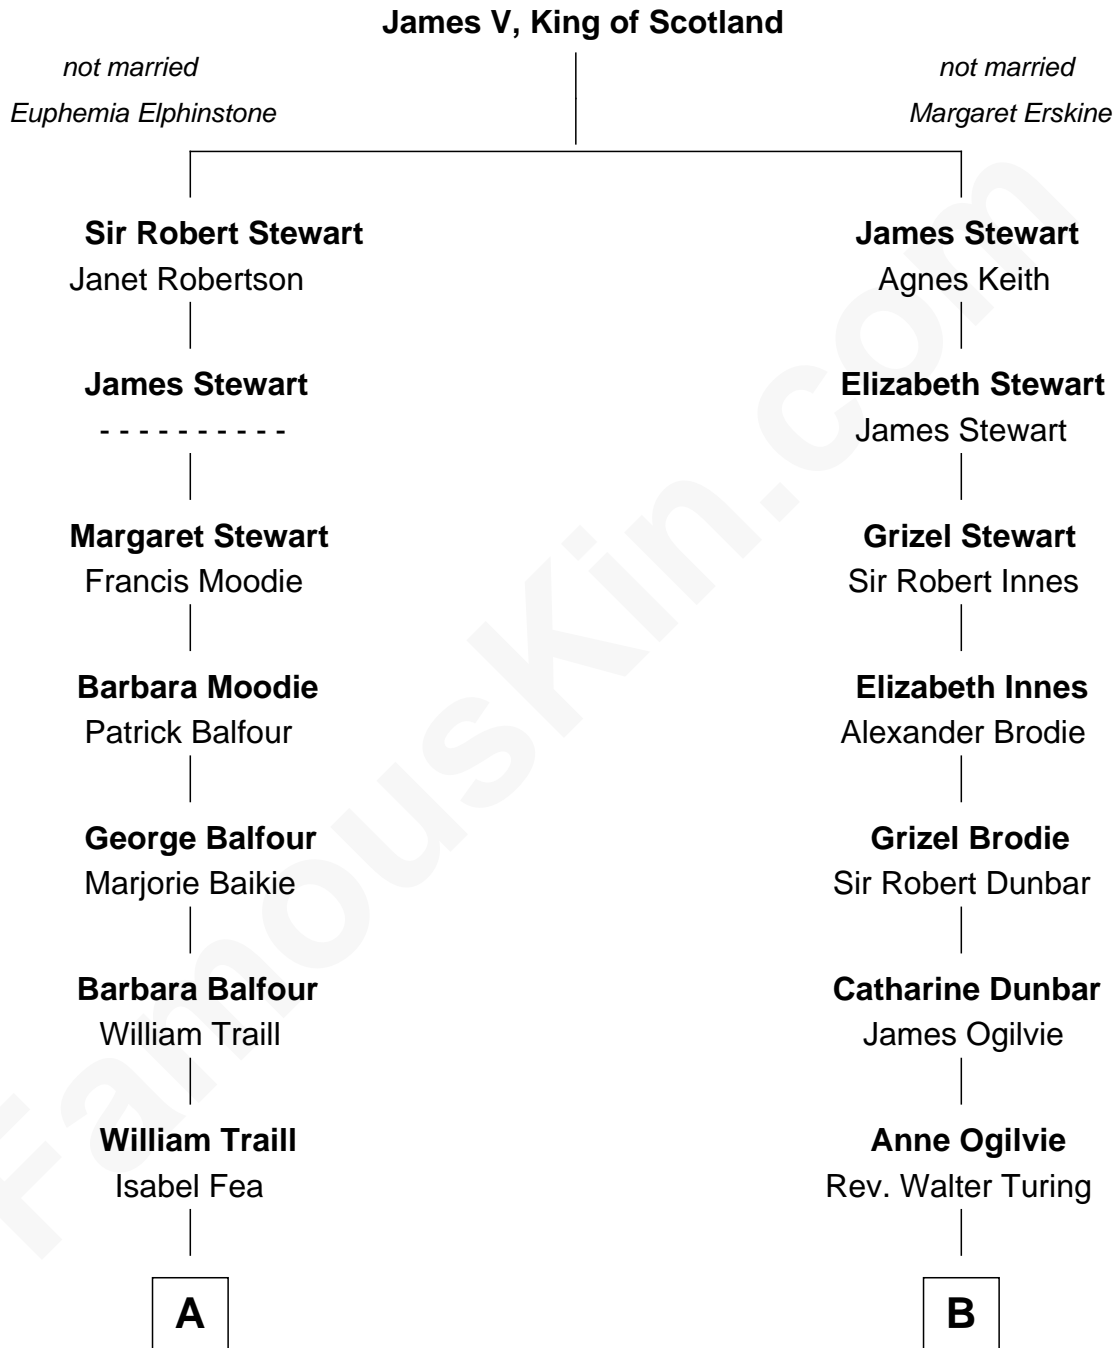 James V, King of Scotland
not married
Euphemia Elphinstone
not married
Margaret Erskine
Sir Robert Stewart
Janet Robertson
James Stewart
Agnes Keith
James Stewart
- - - - - - - - - -
Elizabeth Stewart
James Stewart
Margaret Stewart
Francis Moodie
Grizel Stewart
Sir Robert Innes
Barbara Moodie
Patrick Balfour
Elizabeth Innes
Alexander Brodie
George Balfour
Marjorie Baikie
Grizel Brodie
Sir Robert Dunbar
Barbara Balfour
William Traill
Catharine Dunbar
James Ogilvie
William Traill
Isabel Fea
Anne Ogilvie
Rev. Walter Turing
A
B
FamousKin.com